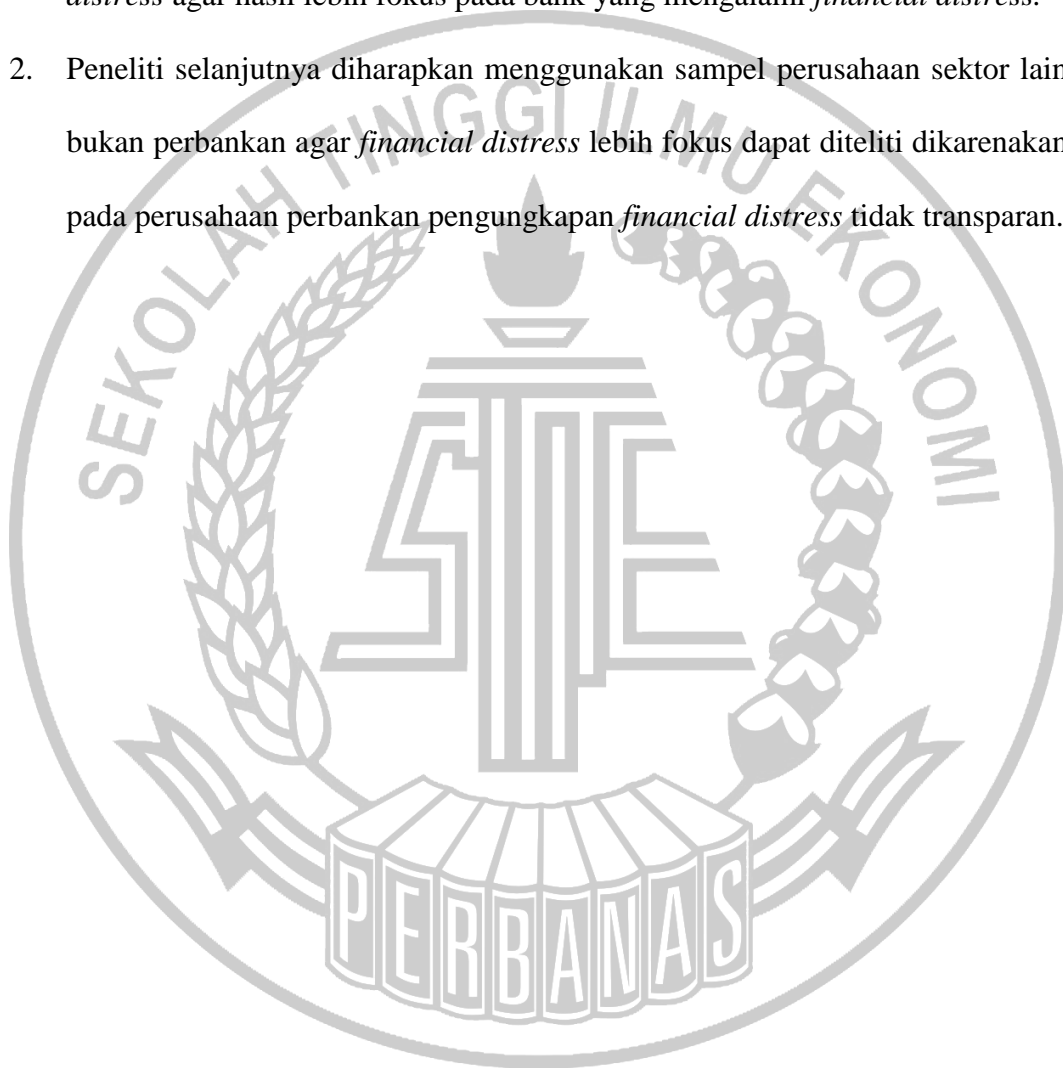 distress agar hasil lebih fokus pada bank yang mengalami financial distress.
2. Peneliti selanjutnya diharapkan menggunakan sampel perusahaan sektor lain
bukan perbankan agar financial distress lebih fokus dapat diteliti dikarenakan
pada perusahaan perbankan pengungkapan financial distress tidak transparan.
SEKOLAH TINGGI ILMU EKONOMI
STIE
PERBANAS